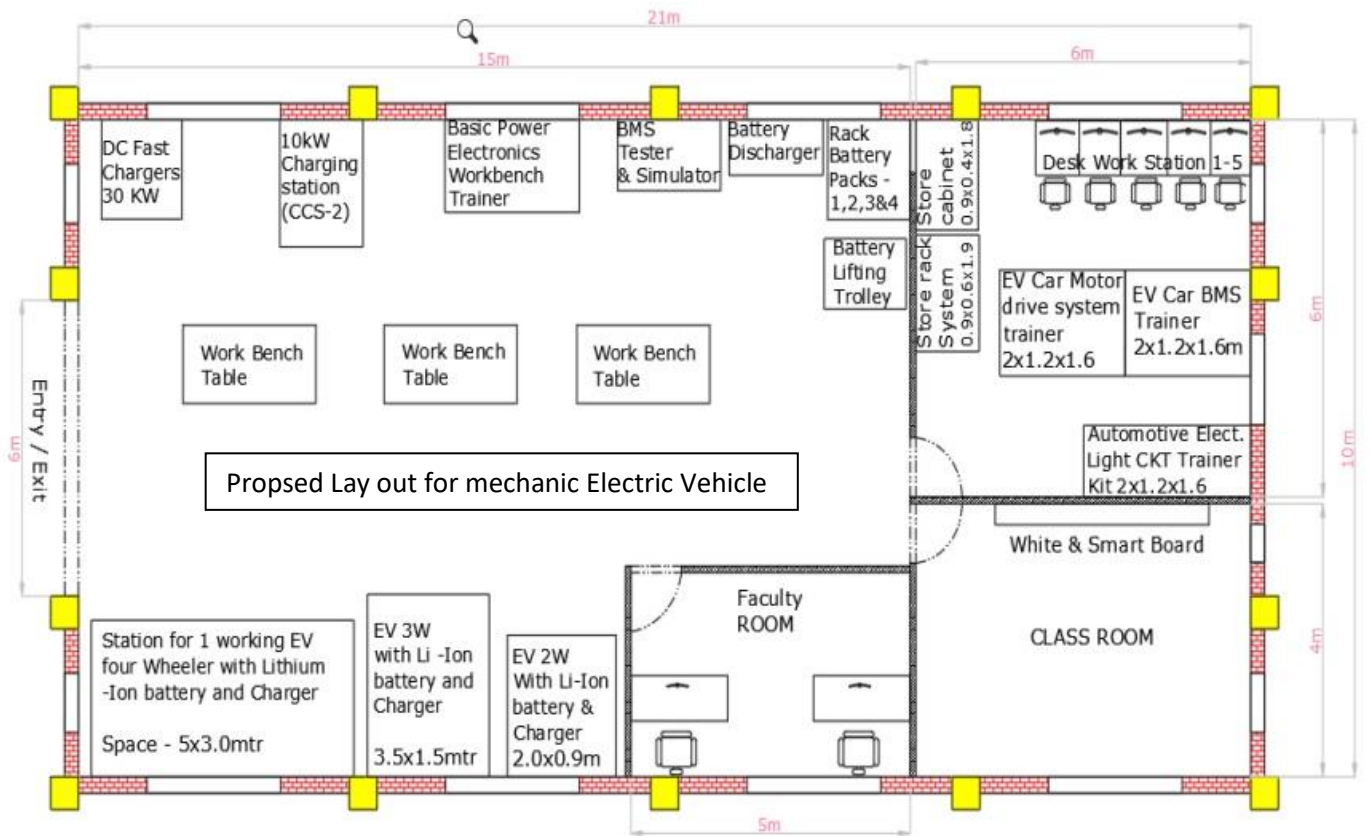 21m
15m
6m
DC Fast
Chargers
30 KW
10kW
Charging
station
(CCS-2)
Basic Power
Electronics
Workbench
Trainer
BMS
Tester
& Simulator
Battery
Discharger
Rack
Battery
Packs -
1,2,3&4
Store
cabinet
0.9x0.4x1.8
Desk Work Station 1-5
Battery
Lifting
Trolley
Store rack
System
0.9x0.6x1.9
EV Car Motor
drive system
trainer
2x1.2x1.6
EV Car BMS
Trainer
2x1.2x1.6m
6m
Work Bench
Table
Work Bench
Table
Work Bench
Table
Entry / Exit
6m
Automotive Elect.
Light CKT Trainer
Kit 2x1.2x1.6
10m
Propsed Lay out for mechanic Electric Vehicle
White & Smart Board
Faculty
ROOM
CLASS ROOM
4m
Station for 1 working EV
four Wheeler with Lithium
-Ion battery and Charger
Space - 5x3.0mtr
EV 3W
with Li -Ion
battery and
Charger
3.5x1.5mtr
EV 2W
With Li-Ion
battery &
Charger
2.0x0.9m
5m